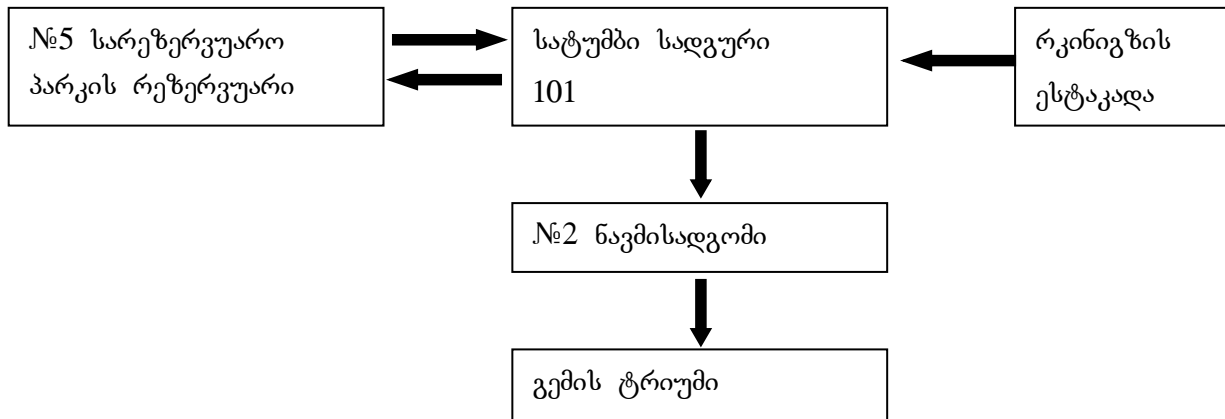 №5 სარეზერვუარო
პარკის რეზერვუარი
სატუმბი სადგური
101
რკინიგზის
ესტაკადა
№2 ნავმისადგომი
გემის ტრიუმი